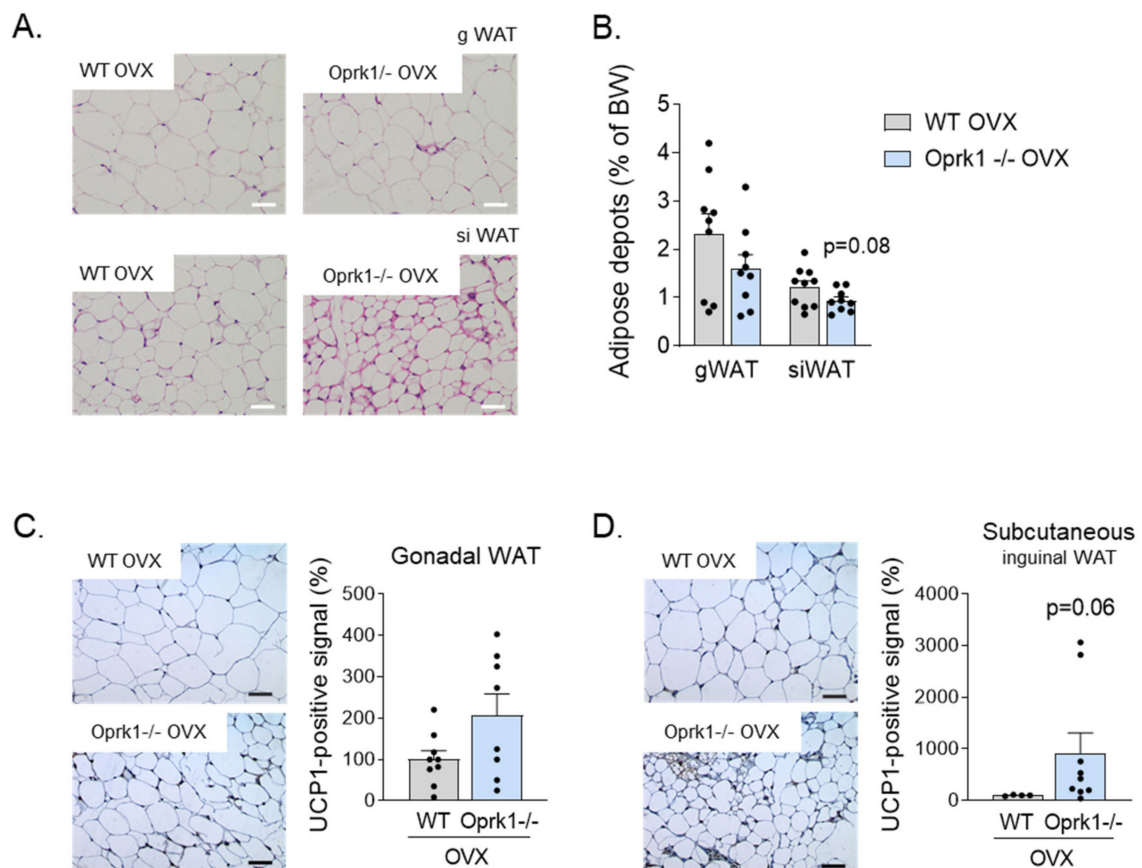 A.
g WAT
WT OVX
Oprk1/- OVX
si WAT
WT OVX
Oprk1-/- OVX
B.
Adipose depots (% of BW)
5
4
3
2
1
0
p=0.08
gWAT
siWAT
WT OVX
Oprk1 -/- OVX
C.
WT OVX
Oprk1-/- OVX
Gonadal WAT
UCP1-positive signal (%)
500
400
300
200
100
0
WT
Oprk1-/-
OVX
D.
WT OVX
Oprk1-/- OVX
Subcutaneous
inguinal WAT
UCP1-positive signal (%)
4000
3000
2000
1000
0
p=0.06
WT
Oprk1-/-
OVX